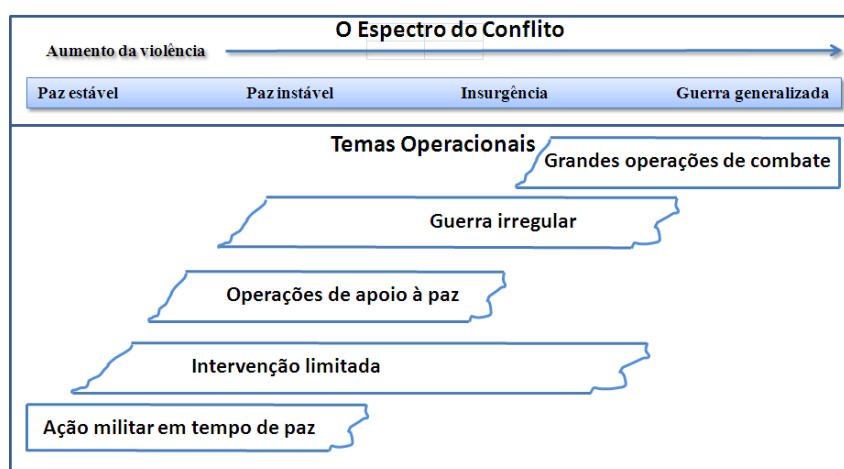 O Espectro do Conflito
Aumento da violência
Paz estável Paz instável Insurgência Guerra generalizada
Temas Operacionais
Grandes operações de combate
Guerra irregular
Operações de apoio à paz
Intervenção limitada
Ação militar em tempo de paz